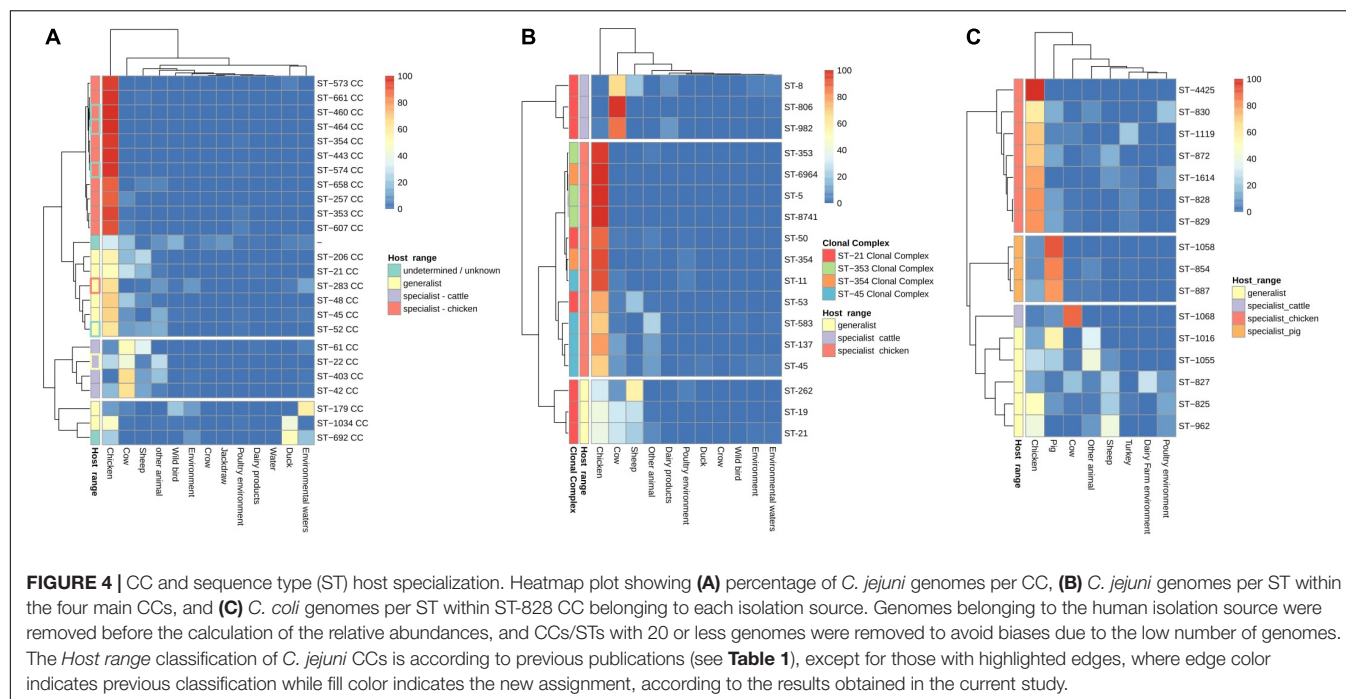 A
ST-573 CC
ST-661 CC
ST-460 CC
ST-464 CC
ST-354 CC
ST-443 CC
ST-574 CC
ST-658 CC
ST-257 CC
ST-353 CC
ST-607 CC
–
ST-206 CC
ST-21 CC
ST-283 CC
ST-48 CC
ST-45 CC
ST-52 CC
ST-61 CC
ST-22 CC
ST-403 CC
ST-42 CC
ST-179 CC
ST-1034 CC
ST-692 CC
Host range
Chicken
Cow
Sheep
other animal
Wild bird
Environment
Crow
Jackdraw
Poultry environment
Dairy products
Water
Duck
Environmental waters
100
80
60
40
20
0
Host_range
undetermined / unknown
generalist
specialist - cattle
specialist - chicken
B
ST-8
ST-806
ST-982
ST-353
ST-6964
ST-5
ST-8741
ST-50
ST-354
ST-11
ST-53
ST-583
ST-137
ST-45
ST-262
ST-19
ST-21
Clonal Complex
Host range
Chicken
Cow
Sheep
Other animal
Dairy products
Poultry environment
Duck
Crow
Wild bird
Environment
Environmental waters
100
80
60
40
20
0
Clonal Complex
ST-21 Clonal Complex
ST-353 Clonal Complex
ST-354 Clonal Complex
ST-45 Clonal Complex
Host_range
generalist
specialist cattle
specialist chicken
C
ST-4425
ST-830
ST-1119
ST-872
ST-1614
ST-828
ST-829
ST-1058
ST-854
ST-887
ST-1068
ST-1016
ST-1055
ST-827
ST-825
ST-962
Host range
Chicken
Pig
Cow
Other animal
Sheep
Turkey
Dairy Farm environment
Poultry environment
100
80
60
40
20
0
Host_range
generalist
specialist_cattle
specialist_chicken
specialist_pig
FIGURE 4 | CC and sequence type (ST) host specialization. Heatmap plot showing (A) percentage of C. jejuni genomes per CC, (B) C. jejuni genomes per ST within
the four main CCs, and (C) C. coli genomes per ST within ST-828 CC belonging to each isolation source. Genomes belonging to the human isolation source were
removed before the calculation of the relative abundances, and CCs/STs with 20 or less genomes were removed to avoid biases due to the low number of genomes.
The Host range classification of C. jejuni CCs is according to previous publications (see Table 1), except for those with highlighted edges, where edge color
indicates previous classification while fill color indicates the new assignment, according to the results obtained in the current study.